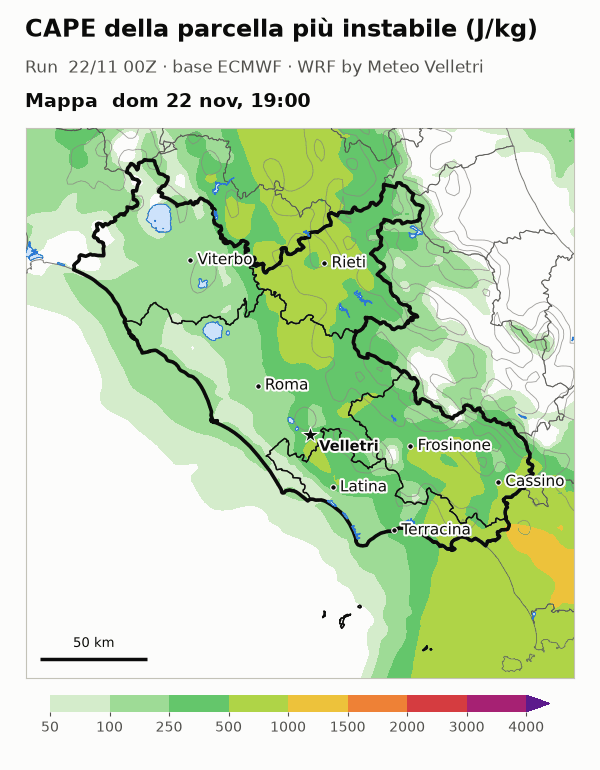 CAPE della parcella più instabile (J/kg)
Run  22/11 00Z · base ECMWF · WRF by Meteo Velletri
Mappa  dom 22 nov, 19:00
Viterbo
Rieti
Roma
Velletri
Frosinone
Latina
Cassino
Terracina
50 km
50 100 250 500 1000 1500 2000 3000 4000